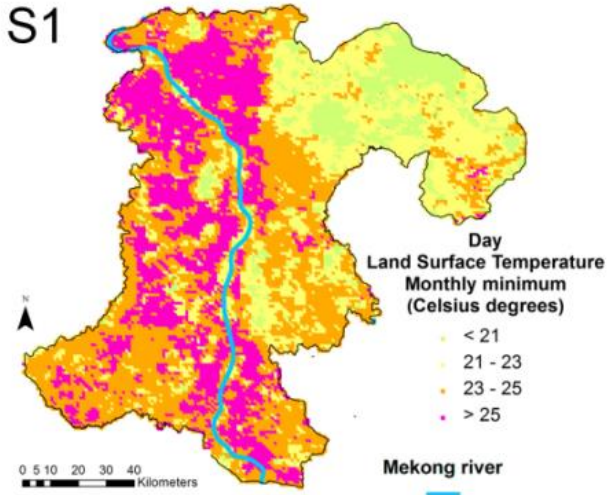 S1
Day
Land Surface Temperature
Monthly minimum
(Celsius degrees)
< 21
21 - 23
23 - 25
> 25
N
0 5 10 20 30 40
Kilometers
Mekong river